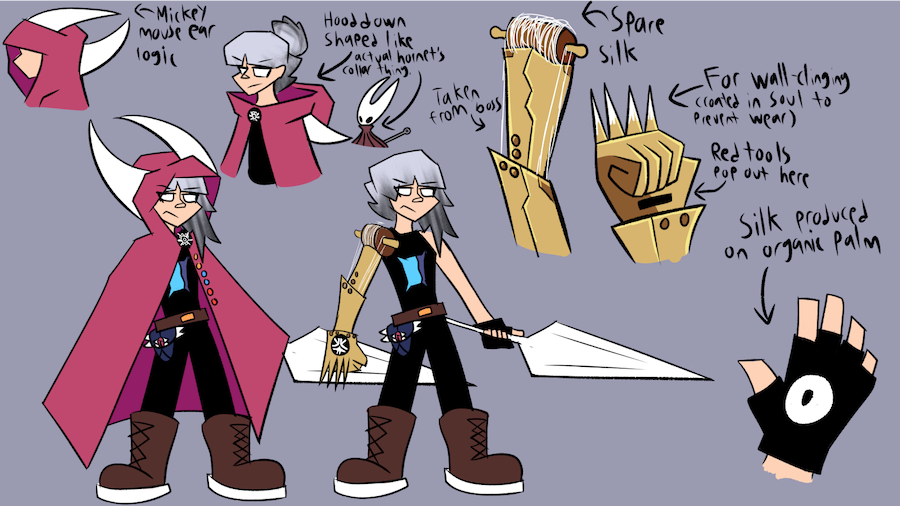 Mickey
mouse ear
logic
Hood down
shaped like
actual hornet's
collar thing.
Taken
from boss
Spare
silk
For wall-clinging
(coated in soul to
prevent wear)
Red tools
pop out here
Silk produced
on organic palm